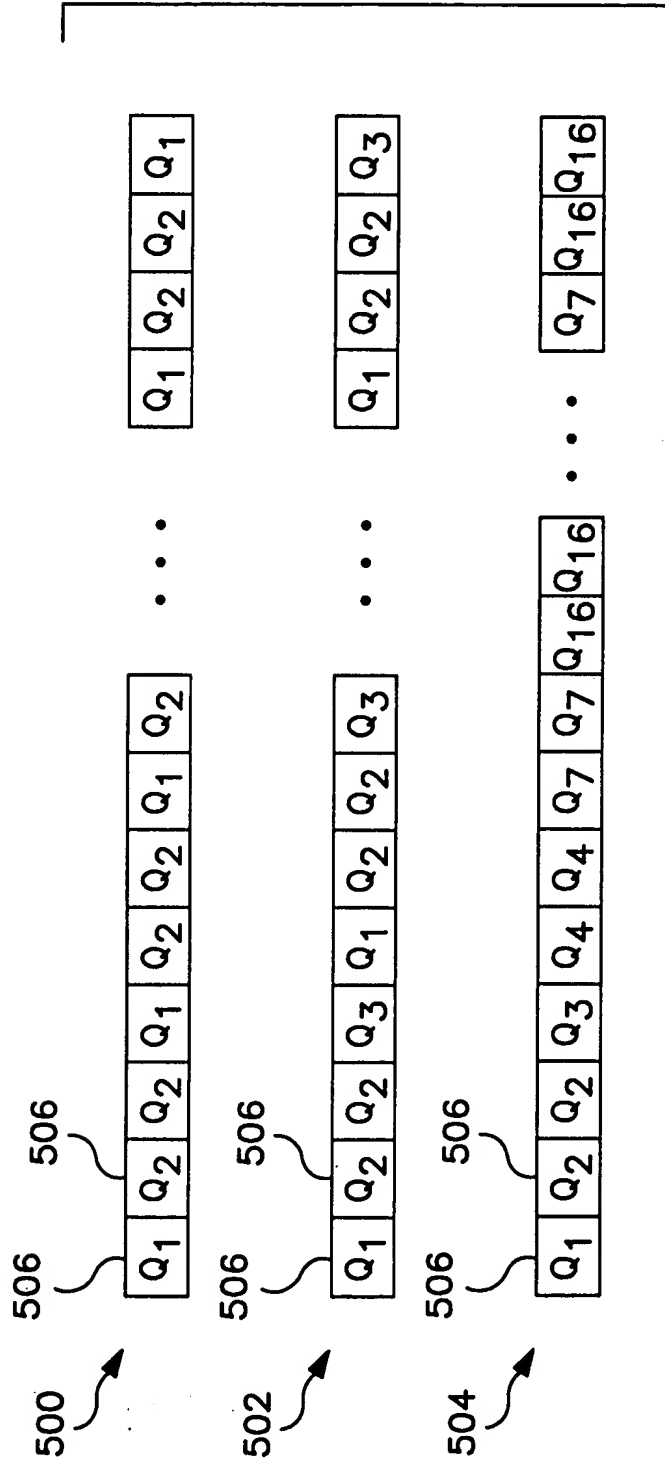 506 506
500
Q1 Q2 Q2 Q1 Q2 Q2 Q1 Q2 • • • Q1 Q2 Q2 Q1
506 506
502
Q1 Q2 Q2 Q3 Q1 Q2 Q2 Q3 • • • Q1 Q2 Q2 Q3
506 506
504
Q1 Q2 Q2 Q3 Q4 Q4 Q7 Q7 Q16 Q16 • • • Q7 Q16 Q16